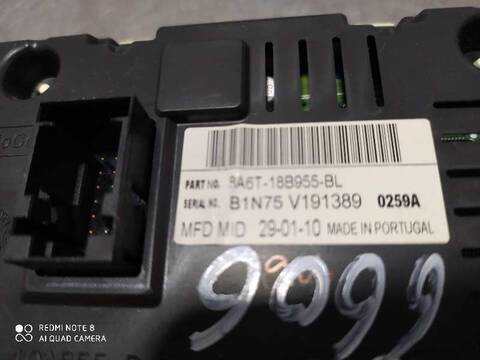 PART NO. 8A6T-18B955-BL
SERIAL NO. B1N75 V191389 0259A
MFD MID 29-01-10 MADE IN PORTUGAL
9099
REDMI NOTE 8
AI QUAD CAMERA